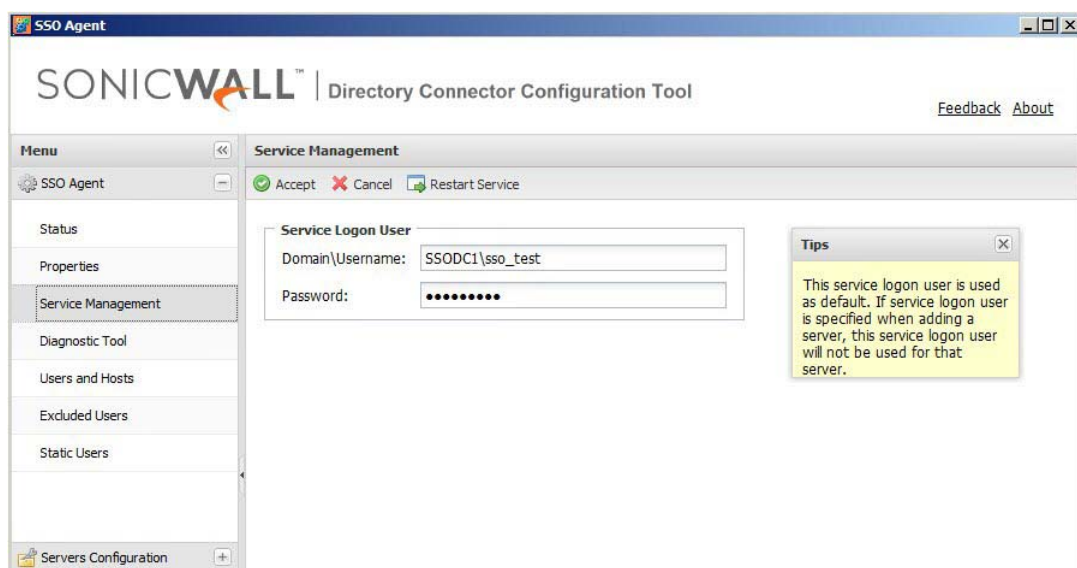 SSO Agent
SONICWALL™ | Directory Connector Configuration Tool
Feedback About
Menu
Service Management
SSO Agent
Accept Cancel Restart Service
Status
Properties
Service Management
Diagnostic Tool
Users and Hosts
Excluded Users
Static Users
Servers Configuration
Service Logon User
Domain\Username: SSODC1\sso_test
Password: •••••••••
Tips
This service logon user is used
as default. If service logon user
is specified when adding a
server, this service logon user
will not be used for that
server.